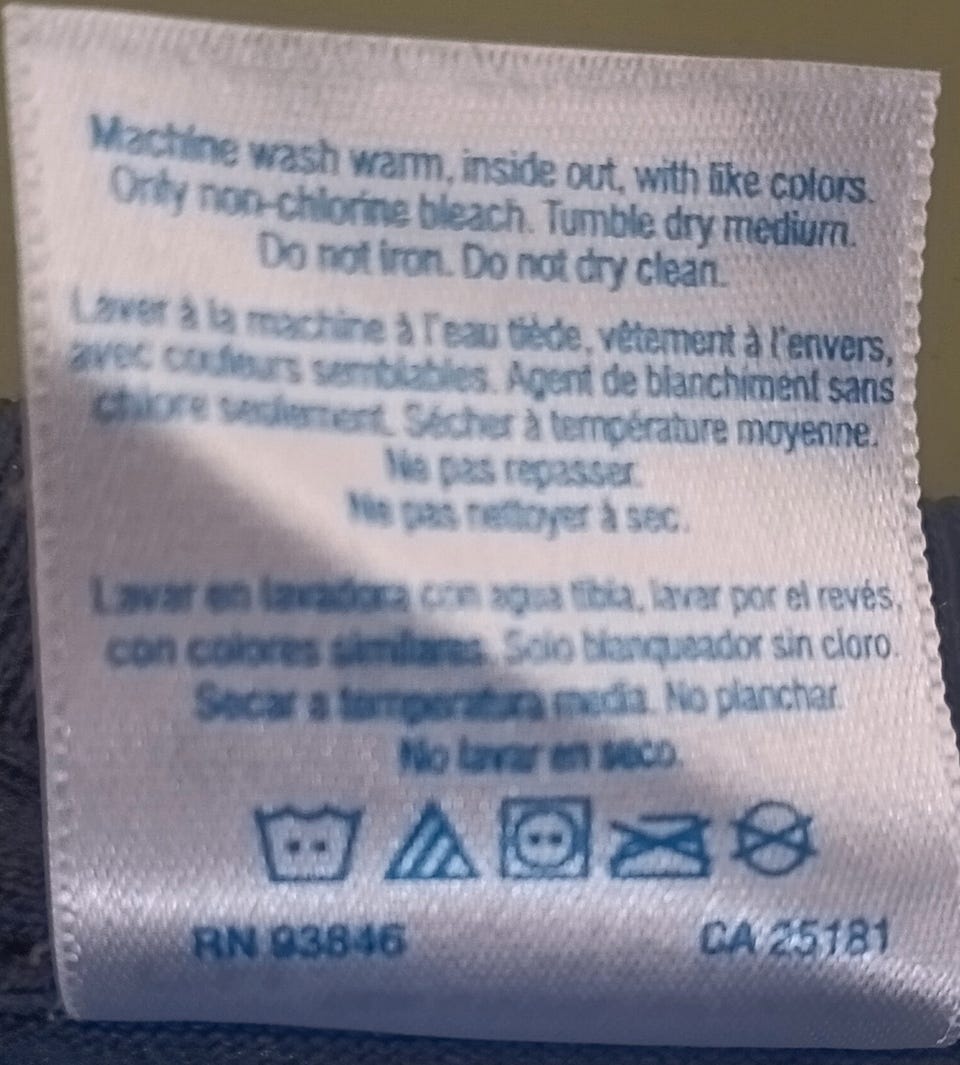 Machine wash warm, inside out, with like colors.
Only non-chlorine bleach. Tumble dry medium.
Do not iron. Do not dry clean.
Laver à la machine à l'eau tiède, vêtement à l'envers,
avec couleurs semblables. Agent de blanchiment sans
chlore seulement. Sécher à température moyenne.
Ne pas repasser.
Ne pas nettoyer à sec.
Lavar en lavadora con agua tibia, lavar por el revés,
con colores similares. Solo blanqueador sin cloro.
Secar a temperatura media. No planchar.
No lavar en seco.
RN 93846 CA 25181